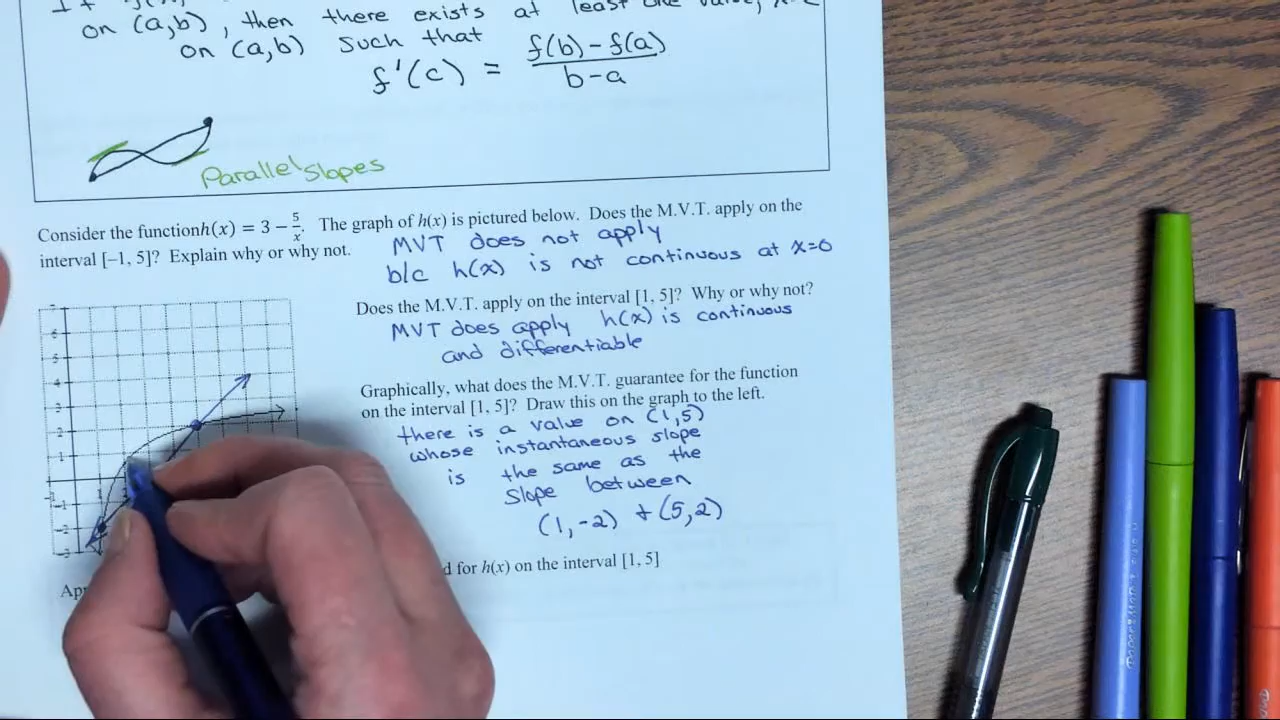 on (a,b), then there exists at least one value,
on (a,b) such that
f'(c) = f(b)-f(a) / b-a
Parallel Slopes
Consider the functionh(x) = 3 − 5/x. The graph of h(x) is pictured below. Does the M.V.T. apply on the
interval [−1, 5]? Explain why or why not.
MVT does not apply
b/c h(x) is not continuous at x=0
Does the M.V.T. apply on the interval [1, 5]? Why or why not?
MVT does apply h(x) is continuous
and differentiable
Graphically, what does the M.V.T. guarantee for the function
on the interval [1, 5]? Draw this on the graph to the left.
there is a value on (1,5)
whose instantaneous slope
is the same as the
slope between
(1,-2) + (5,2)
for h(x) on the interval [1, 5]